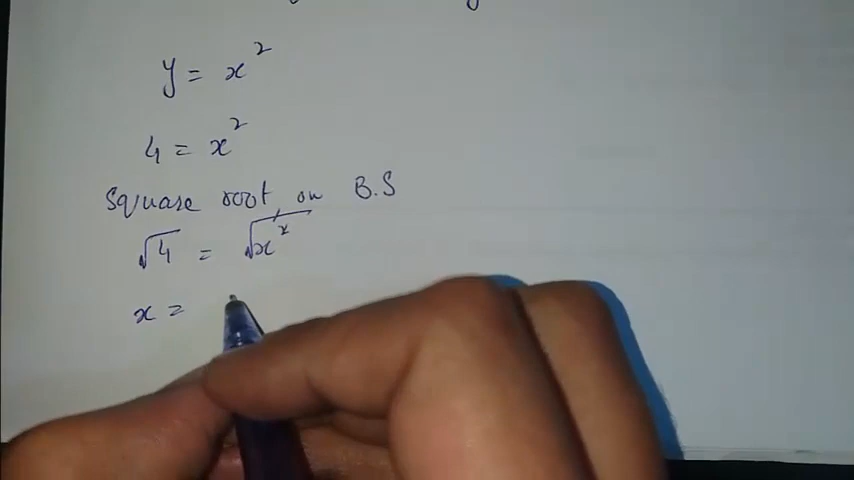 y = x²
4 = x²
Square root on B.S
√4 = √x²
x =